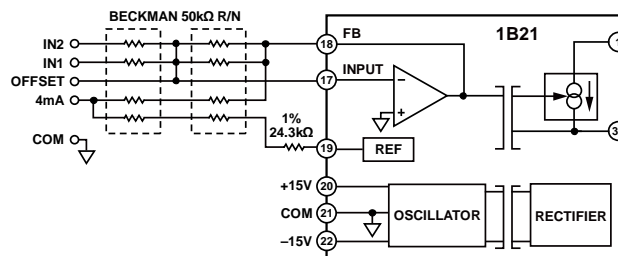 BECKMAN 50kΩ R/N
1B21
IN2
18
FB
1
IN1
INPUT
OFFSET
17
−
4mA
+
1%
24.3kΩ
3
COM
19
REF
+15V
20
COM
21
OSCILLATOR
RECTIFIER
−15V
22